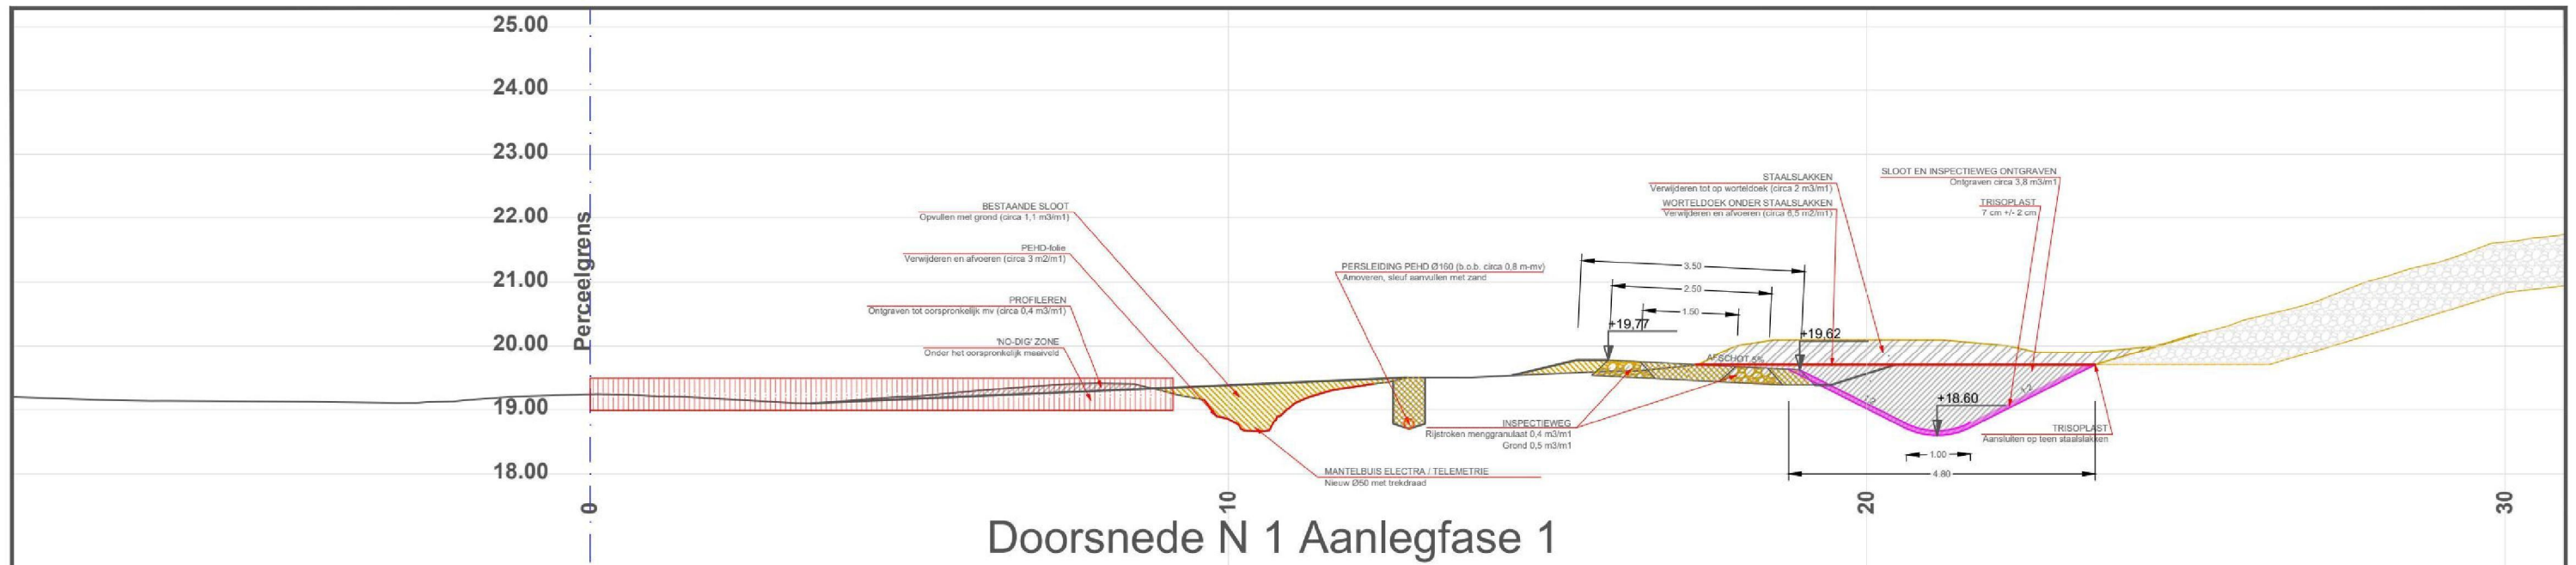 25.00
24.00
23.00
22.00
21.00
20.00
19.00
18.00
Perceelgrens
BESTAANDE SLOOT
Opvullen met grond (circa 1,1 m3/m1)
PEHD-folie
Verwijderen en afvoeren (circa 3 m2/m1)
PROFILEREN
Ontgraven tot oorspronkelijk mv (circa 0,4 m3/m1)
'NO-DIG' ZONE
Onder het oorspronkelijk maaiveld
PERSLEIDING PEHD Ø160 (b.o.b. circa 0,8 m-mv)
Amoveren, sleuf aanvullen met zand
MANTELBUIS ELECTRA / TELEMETRIE
Nieuw Ø50 met trekdraad
INSPECTIEWEG
Rijstroken menggranulaat 0,4 m3/m1
Grond 0,5 m3/m1
STAALSLAKKEN
Verwijderen tot op worteldoek (circa 2 m3/m1)
WORTELDOEK ONDER STAALSLAKKEN
Verwijderen en afvoeren (circa 6,5 m2/m1)
SLOOT EN INSPECTIEWEG ONTGRAVEN
Ontgraven circa 3,8 m3/m1
TRISOPLAST
7 cm +/- 2 cm
3.50
2.50
1.50
+19,77
+19,62
AFSCHOT 5%
1:2
1:2
+18.60
TRISOPLAST
Aansluiten op teen staalslakken
1.00
4.80
0
10
20
30
Doorsnede N 1 Aanlegfase 1